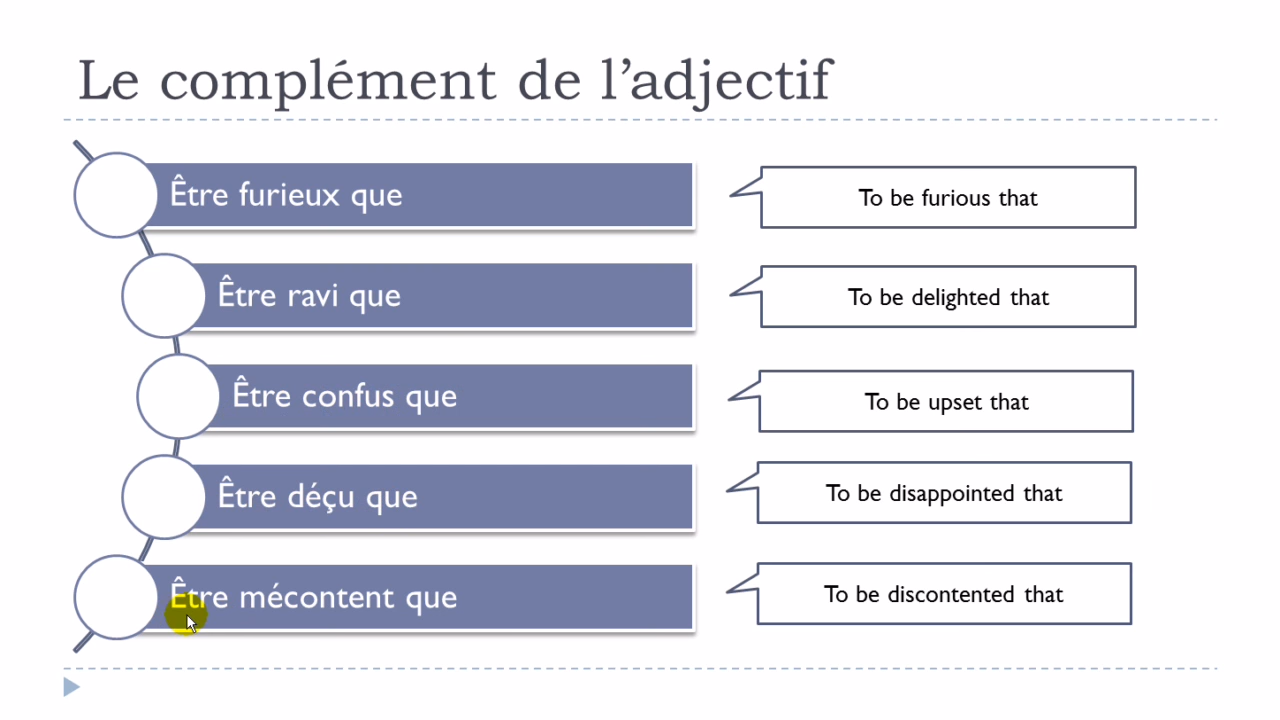 Le complément de l’adjectif
Être furieux que
To be furious that
Être ravi que
To be delighted that
Être confus que
To be upset that
Être déçu que
To be disappointed that
Être mécontent que
To be discontented that